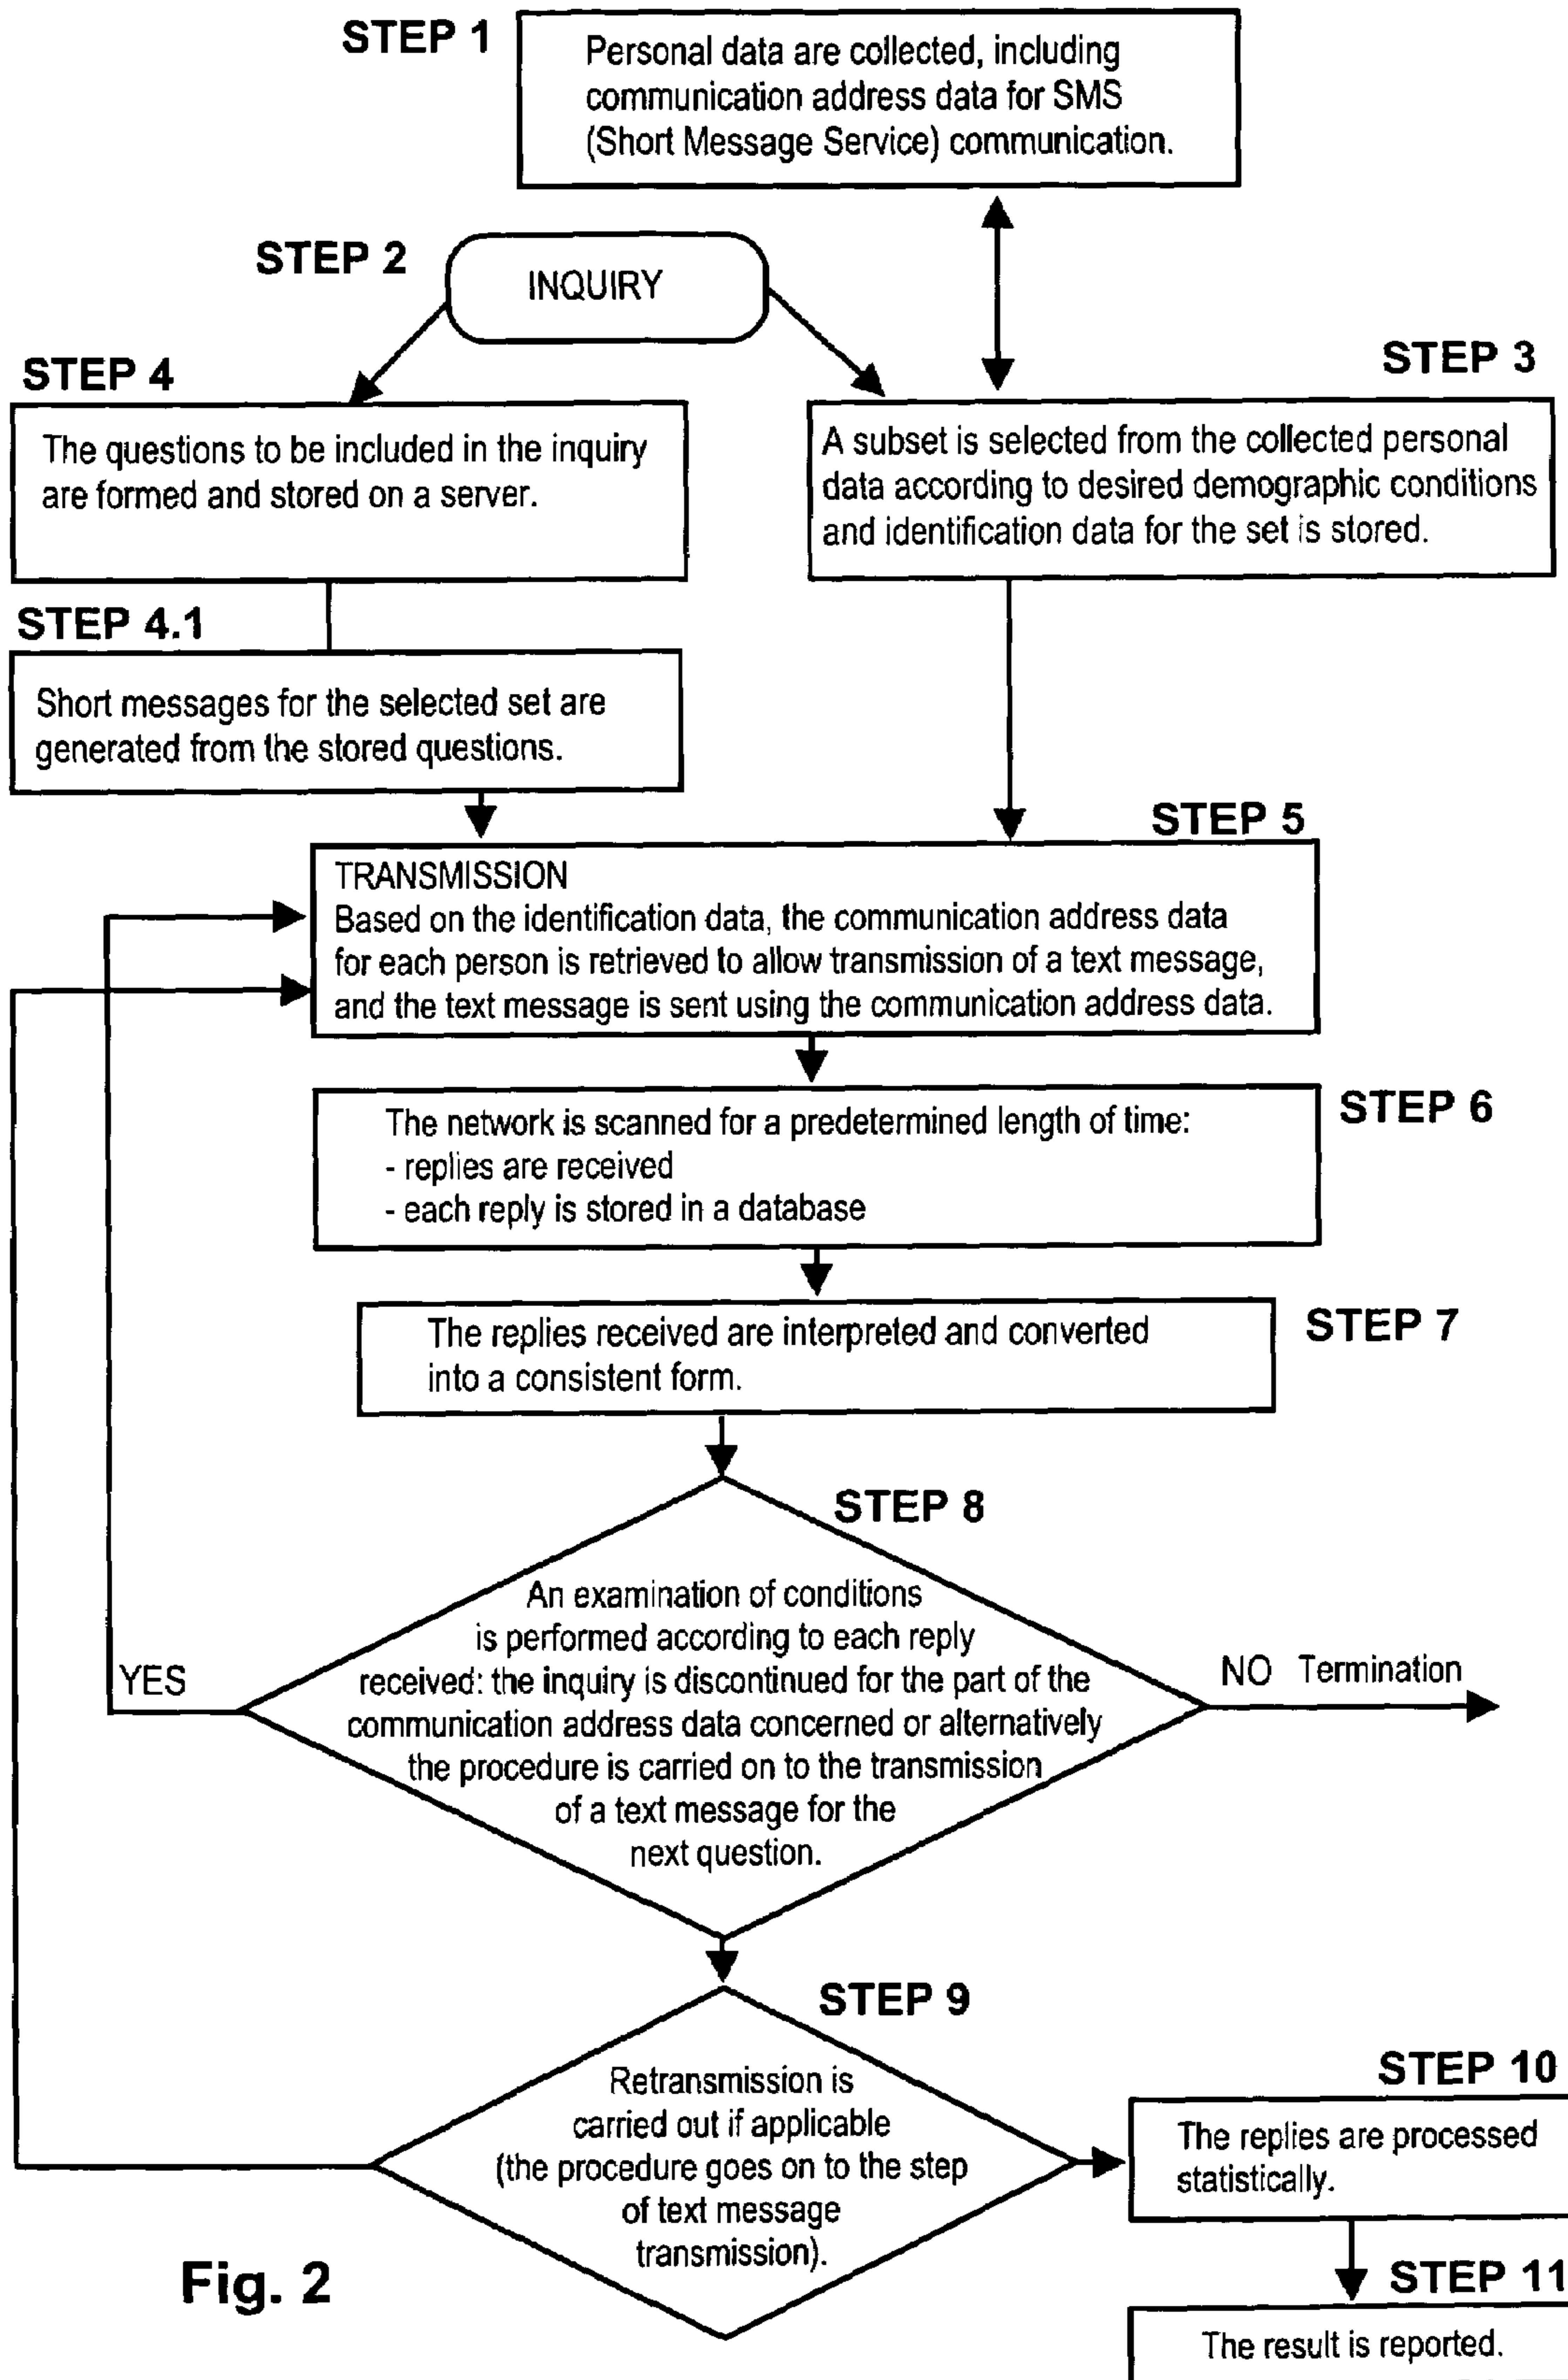 STEP 1
Personal data are collected, including
communication address data for SMS
(Short Message Service) communication.
STEP 2
INQUIRY
STEP 4
The questions to be included in the inquiry
are formed and stored on a server.
STEP 3
A subset is selected from the collected personal
data according to desired demographic conditions
and identification data for the set is stored.
STEP 4.1
Short messages for the selected set are
generated from the stored questions.
STEP 5
TRANSMISSION
Based on the identification data, the communication address data
for each person is retrieved to allow transmission of a text message,
and the text message is sent using the communication address data.
STEP 6
The network is scanned for a predetermined length of time:
- replies are received
- each reply is stored in a database
STEP 7
The replies received are interpreted and converted
into a consistent form.
STEP 8
An examination of conditions
is performed according to each reply
received: the inquiry is discontinued for the part of the
communication address data concerned or alternatively
the procedure is carried on to the transmission
of a text message for the
next question.
YES
NO Termination
STEP 9
Retransmission is
carried out if applicable
(the procedure goes on to the step
of text message
transmission).
STEP 10
The replies are processed
statistically.
STEP 11
The result is reported.
Fig. 2